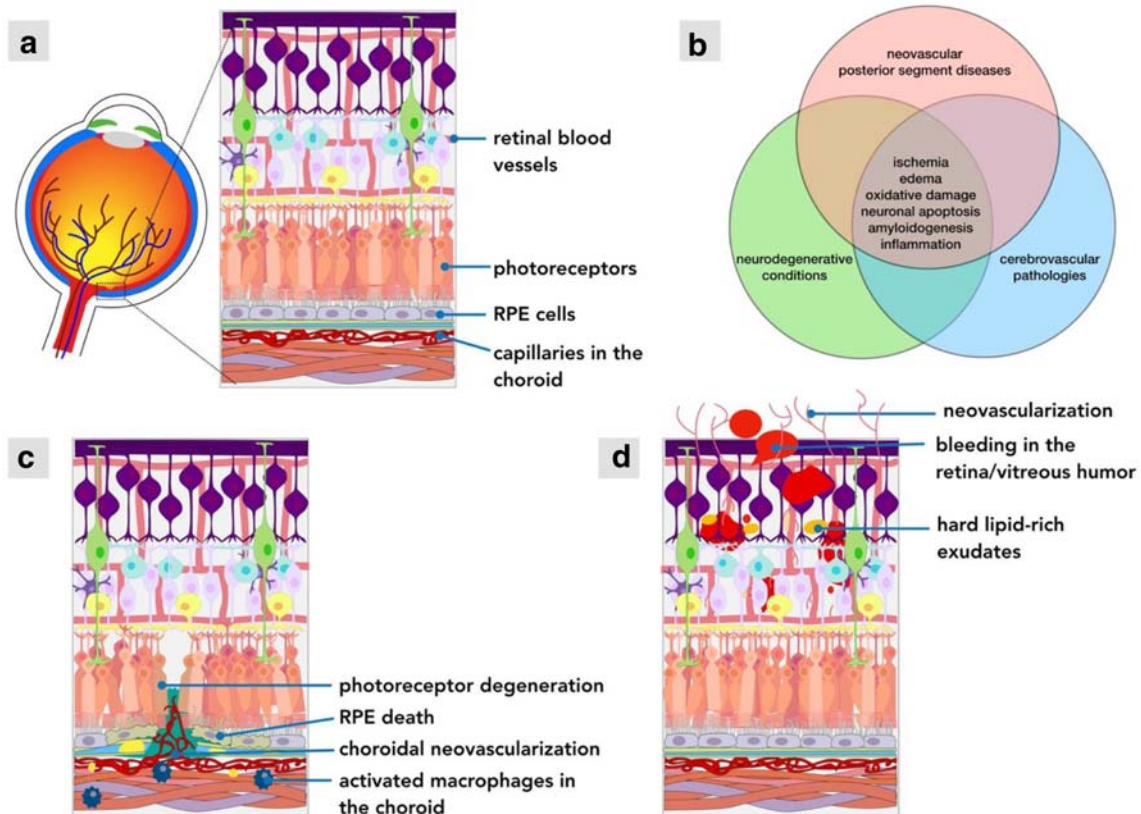 a
retinal blood
vessels
photoreceptors
RPE cells
capillaries in the
choroid
b
neovascular
posterior segment diseases
ischemia
edema
oxidative damage
neuronal apoptosis
amyloidogenesis
inflammation
neurodegenerative
conditions
cerebrovascular
pathologies
c
photoreceptor degeneration
RPE death
choroidal neovascularization
activated macrophages in
the choroid
d
neovascularization
bleeding in the
retina/vitreous humor
hard lipid-rich
exudates